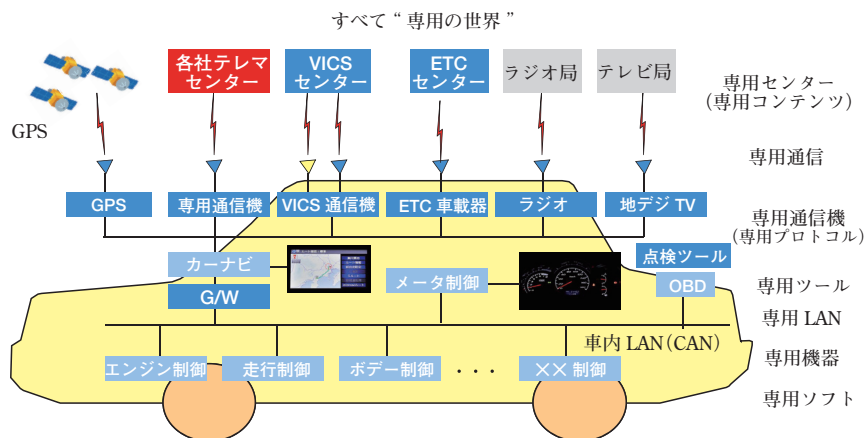 すべて“専用の世界”
各社テレマ
センター
VICS
センター
ETC
センター
ラジオ局
テレビ局
専用センター
(専用コンテンツ)
GPS
専用通信
GPS
専用通信機
VICS 通信機
ETC 車載器
ラジオ
地デジ TV
専用通信機
(専用プロトコル)
カーナビ
点検ツール
メータ制御
OBD
専用ツール
G/W
専用 LAN
車内 LAN(CAN)
エンジン制御
走行制御
ボデー制御
・・・
×× 制御
専用機器
専用ソフト